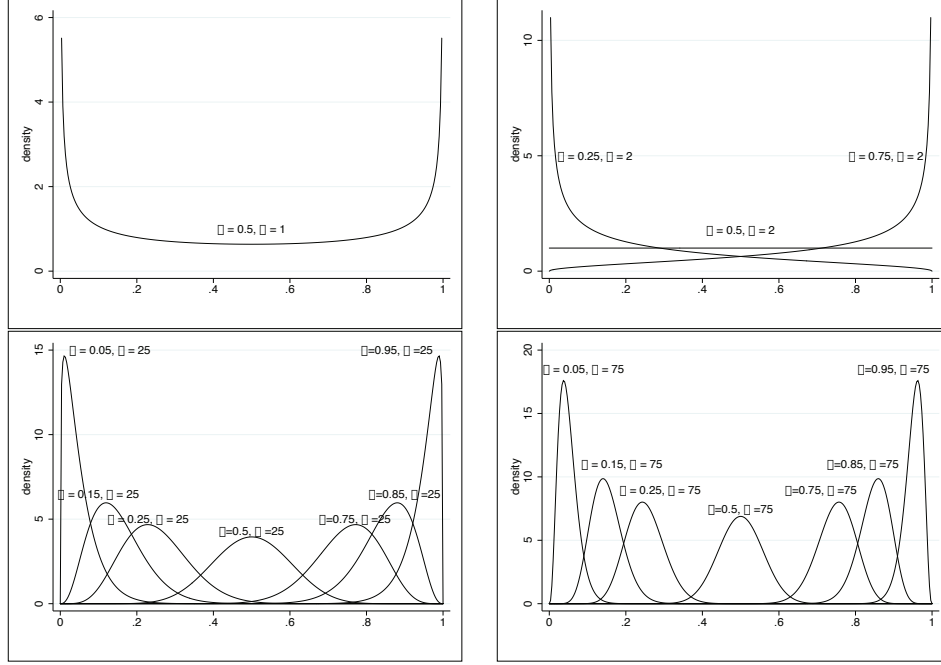 6
4
2
0
density
▯ = 0.5, ▯ = 1
0 .2 .4 .6 .8 1
10
5
0
density
▯ = 0.25, ▯ = 2
▯ = 0.75, ▯ = 2
▯ = 0.5, ▯ = 2
0 .2 .4 .6 .8 1
15
10
5
0
density
▯ = 0.05, ▯ = 25
▯=0.95, ▯ =25
▯ = 0.15, ▯ = 25
▯=0.85, ▯ =25
▯ = 0.25, ▯ = 25
▯=0.5, ▯ =25
▯=0.75, ▯ =25
0 .2 .4 .6 .8 1
20
15
10
5
0
density
▯ = 0.05, ▯ = 75
▯=0.95, ▯ =75
▯ = 0.15, ▯ = 75
▯=0.85, ▯ =75
▯ = 0.25, ▯ = 75
▯=0.75, ▯ =75
▯=0.5, ▯ =75
0 .2 .4 .6 .8 1